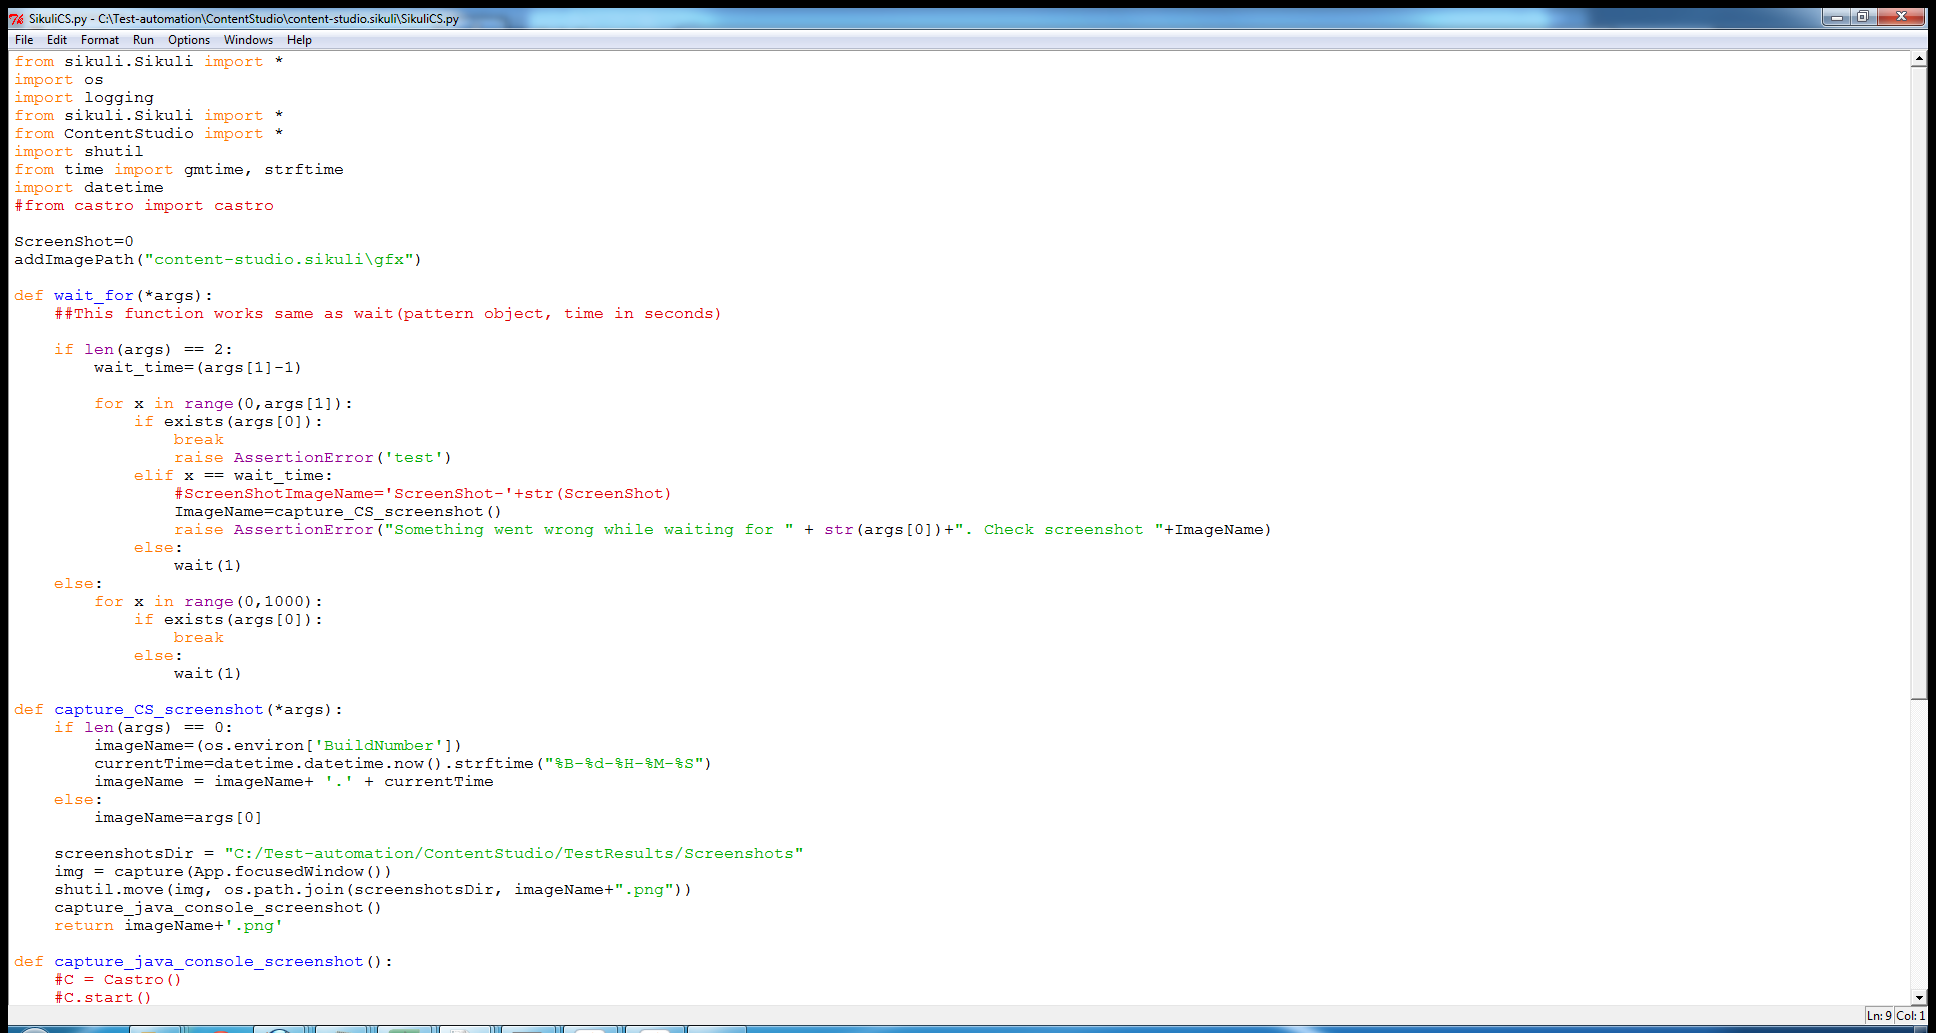 SikuliCS.py - C:\Test-automation\ContentStudio\content-studio.sikuli\SikuliCS.py
File Edit Format Run Options Windows Help
from sikuli.Sikuli import *
import os
import logging
from sikuli.Sikuli import *
from ContentStudio import *
import shutil
from time import gmtime, strftime
import datetime
#from castro import castro
ScreenShot=0
addImagePath("content-studio.sikuli\gfx")
def wait_for(*args):
    ##This function works same as wait(pattern object, time in seconds)
    if len(args) == 2:
        wait_time=(args[1]-1)
        for x in range(0,args[1]):
            if exists(args[0]):
                break
                raise AssertionError('test')
            elif x == wait_time:
                #ScreenShotImageName='ScreenShot-'+str(ScreenShot)
                ImageName=capture_CS_screenshot()
                raise AssertionError("Something went wrong while waiting for " + str(args[0])+". Check screenshot "+ImageName)
            else:
                wait(1)
    else:
        for x in range(0,1000):
            if exists(args[0]):
                break
            else:
                wait(1)
def capture_CS_screenshot(*args):
    if len(args) == 0:
        imageName=(os.environ['BuildNumber'])
        currentTime=datetime.datetime.now().strftime("%B-%d-%H-%M-%S")
        imageName = imageName+ '.' + currentTime
    else:
        imageName=args[0]
    screenshotsDir = "C:/Test-automation/ContentStudio/TestResults/Screenshots"
    img = capture(App.focusedWindow())
    shutil.move(img, os.path.join(screenshotsDir, imageName+".png"))
    capture_java_console_screenshot()
    return imageName+'.png'
def capture_java_console_screenshot():
    #C = Castro()
    #C.start()
Ln: 9 Col: 1